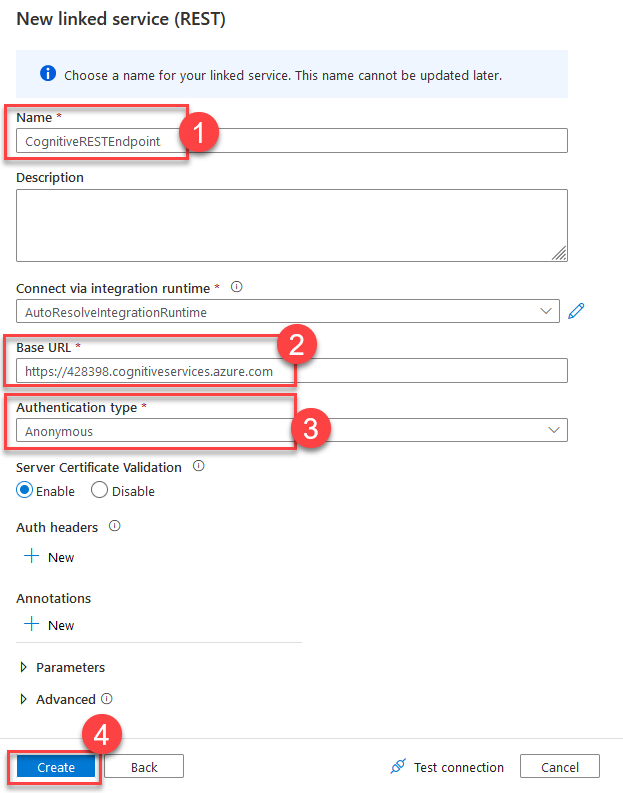 New linked service (REST)
Choose a name for your linked service. This name cannot be updated later.
Name *
1
CognitiveRESTEndpoint
Description
Connect via integration runtime *
AutoResolveIntegrationRuntime
2
Base URL *
https://428398.cognitiveservices.azure.com
Authentication type *
3
Anonymous
Server Certificate Validation
Enable Disable
Auth headers
New
Annotations
New
Parameters
Advanced
4
Create Back Test connection Cancel